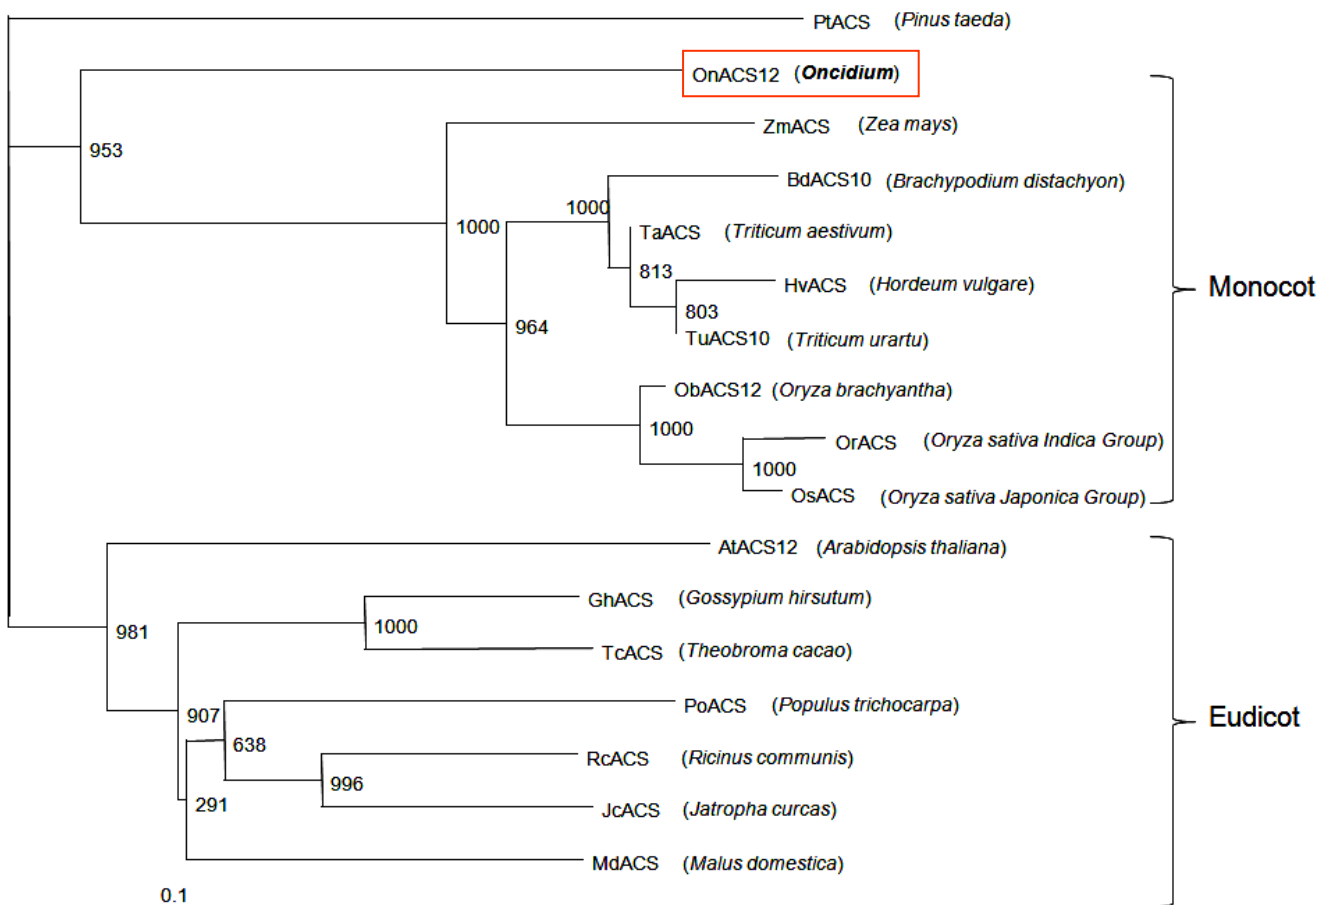 PtACS (Pinus taeda)
OnACS12 (Oncidium)
ZmACS (Zea mays)
953
BdACS10 (Brachypodium distachyon)
1000
1000
TaACS (Triticum aestivum)
813
HvACS (Hordeum vulgare)
Monocot
803
964
TuACS10 (Triticum urartu)
ObACS12 (Oryza brachyantha)
1000
OrACS (Oryza sativa Indica Group)
1000
OsACS (Oryza sativa Japonica Group)
AtACS12 (Arabidopsis thaliana)
GhACS (Gossypium hirsutum)
981
1000
TcACS (Theobroma cacao)
PoACS (Populus trichocarpa)
907
Eudicot
638
RcACS (Ricinus communis)
996
291
JcACS (Jatropha curcas)
MdACS (Malus domestica)
0.1